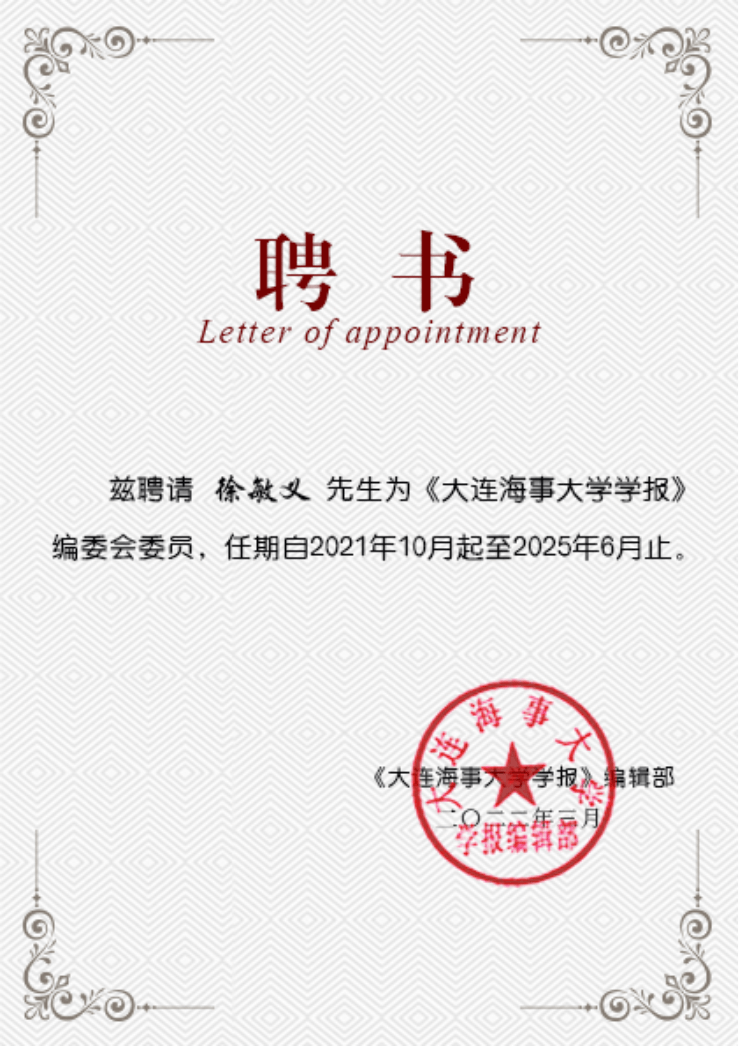 聘 书
Letter of appointment
兹聘请 徐敏义 先生为《大连海事大学学报》
编委会委员，任期自2021年10月起至2025年6月止。
《大连海事大学学报》编辑部
二〇二二年三月
大连海事大学
学报编辑部